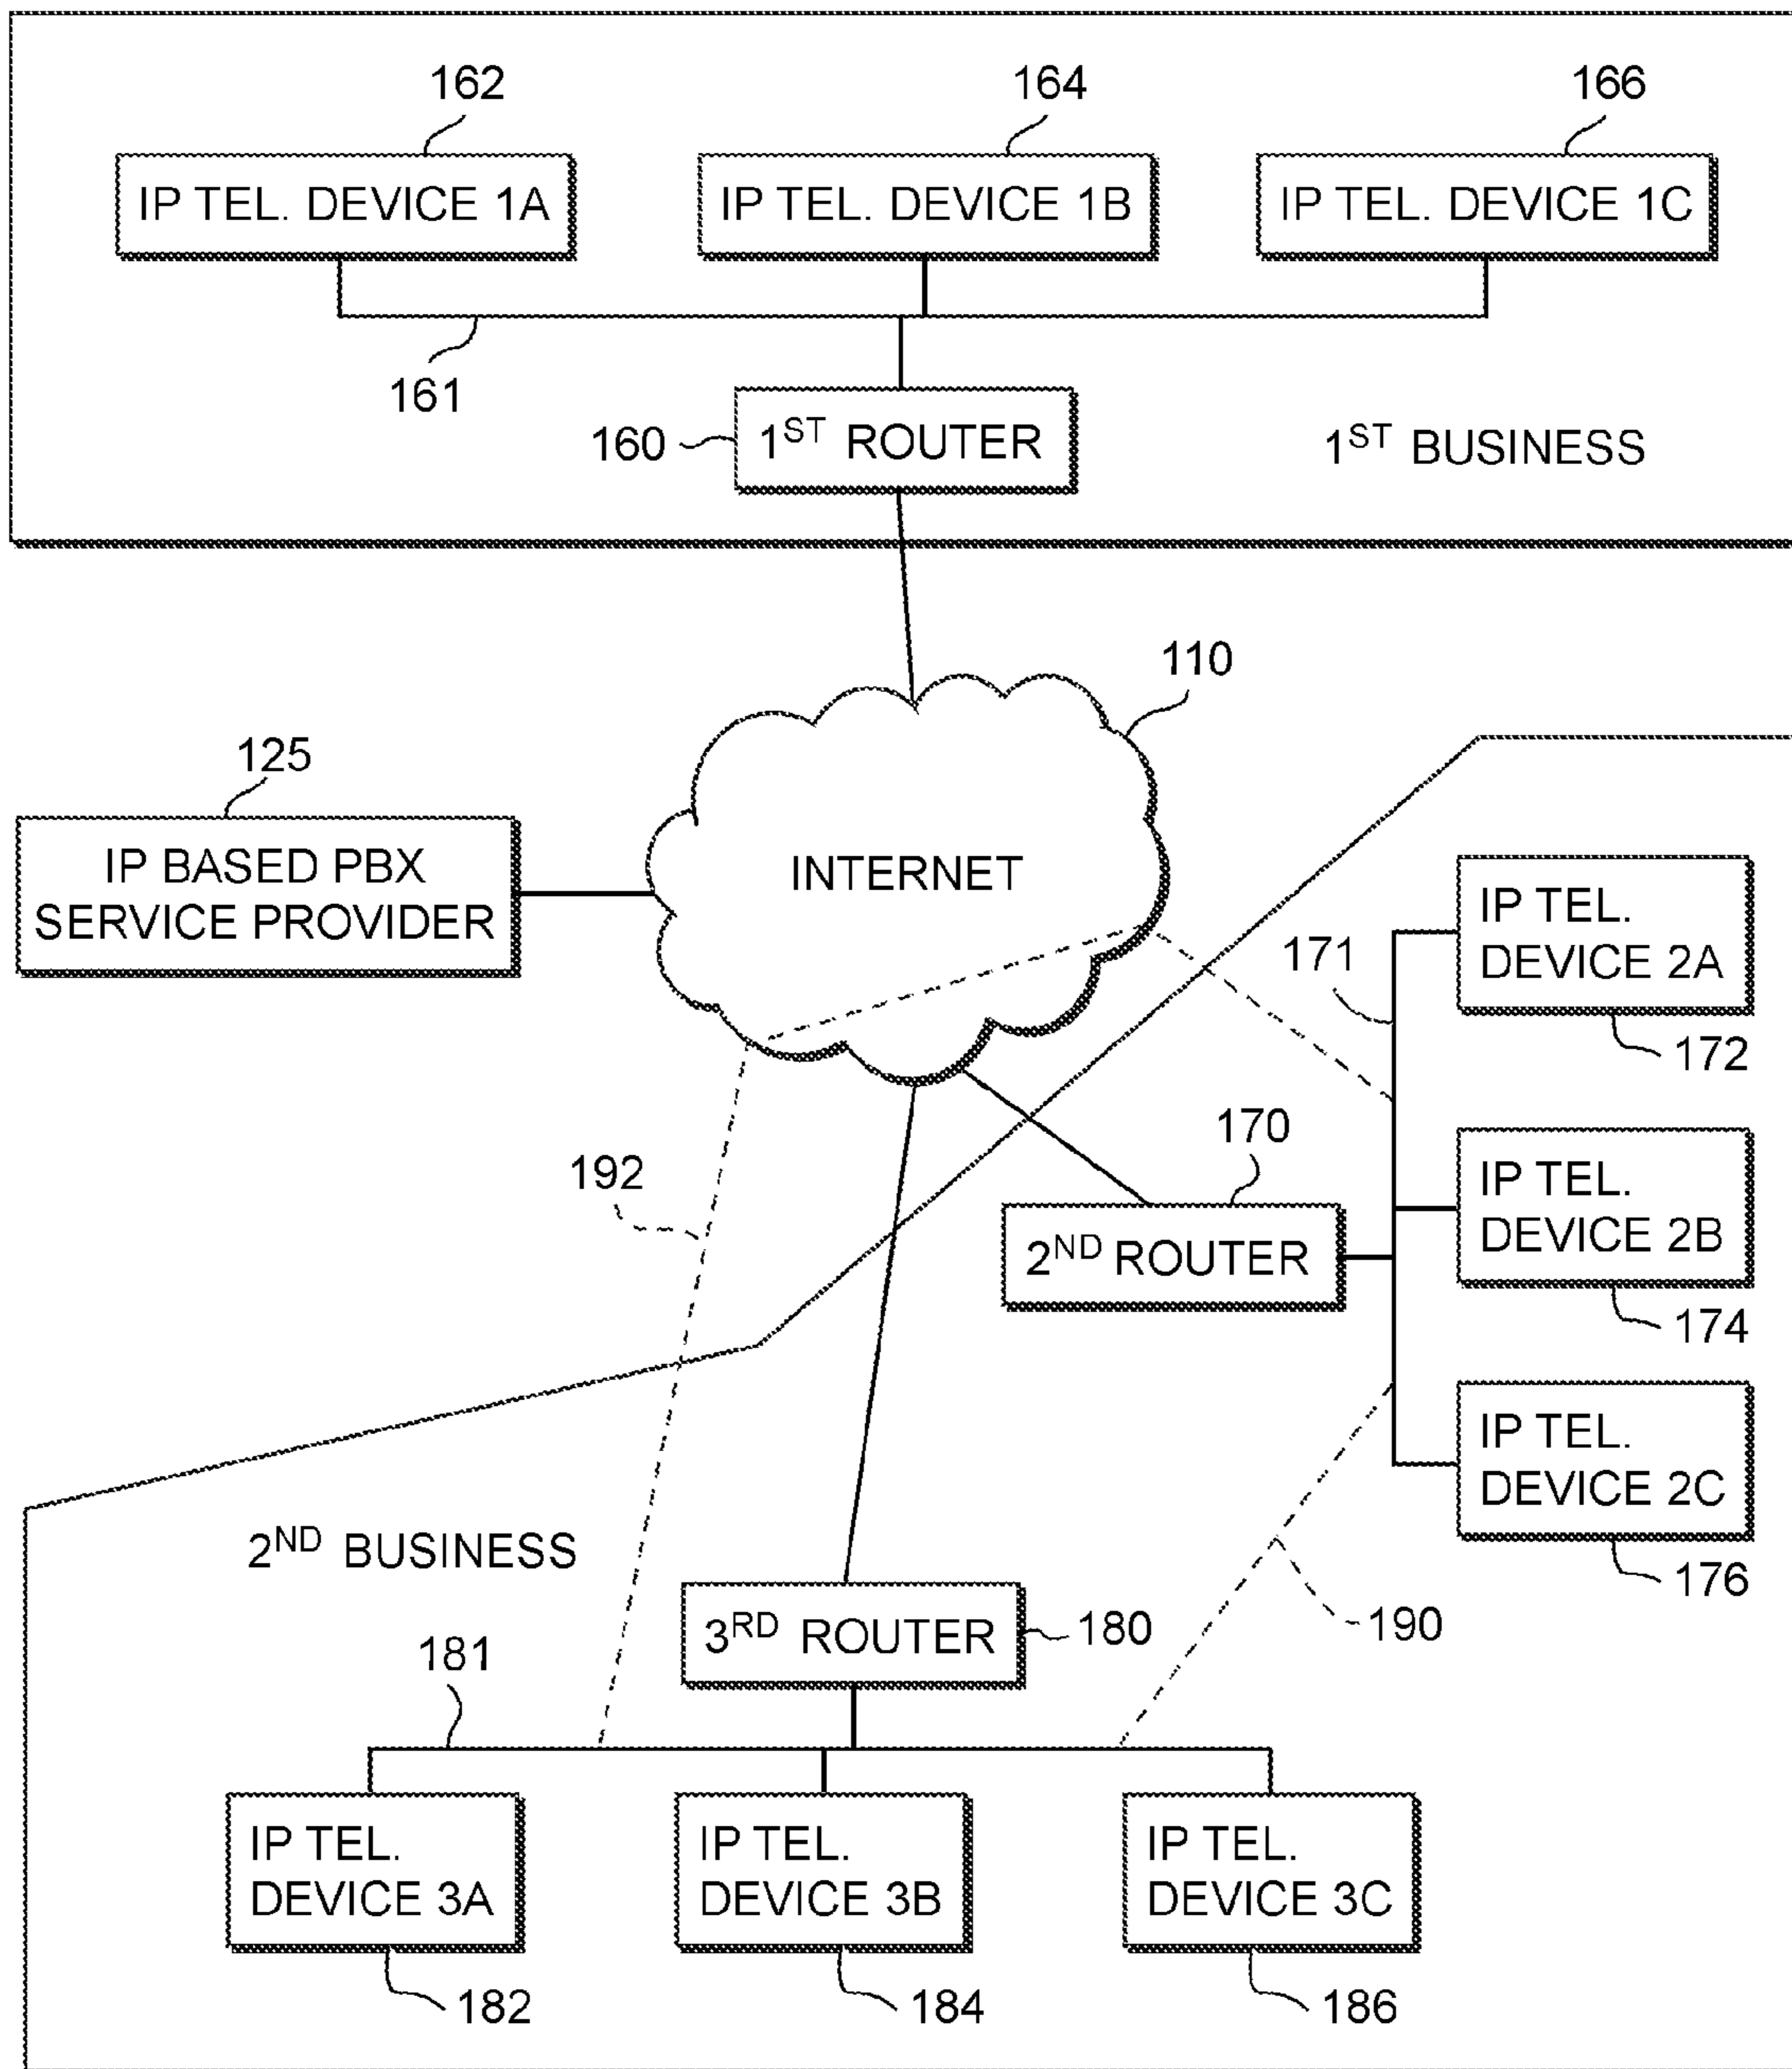 162
164
166
IP TEL. DEVICE 1A
IP TEL. DEVICE 1B
IP TEL. DEVICE 1C
161
160
1ST ROUTER
1ST BUSINESS
110
125
IP BASED PBX
SERVICE PROVIDER
INTERNET
171
IP TEL.
DEVICE 2A
172
192
170
2ND ROUTER
IP TEL.
DEVICE 2B
174
IP TEL.
DEVICE 2C
176
2ND BUSINESS
3RD ROUTER
180
190
181
IP TEL.
DEVICE 3A
IP TEL.
DEVICE 3B
IP TEL.
DEVICE 3C
182
184
186